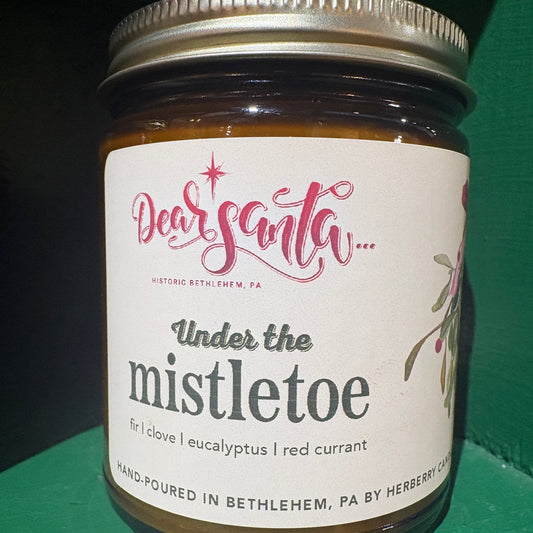 Dear Santa...
HISTORIC BETHLEHEM, PA
Under the
mistletoe
fir | clove | eucalyptus | red currant
HAND-POURED IN BETHLEHEM, PA BY HERBERRY